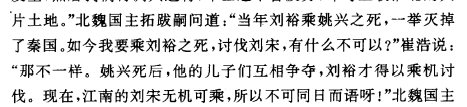 片土地。”北魏国主拓跋嗣问道：“当年刘裕乘姚兴之死，一举灭掉
了秦国。如今我要乘刘裕之死，讨伐刘宋，有什么不可以？”崔浩说：
“那不一样。姚兴死后，他的儿子们互相争夺，刘裕才得以乘机讨
伐。现在，江南的刘宋无机可乘，所以不可同日而语呀！”北魏国主